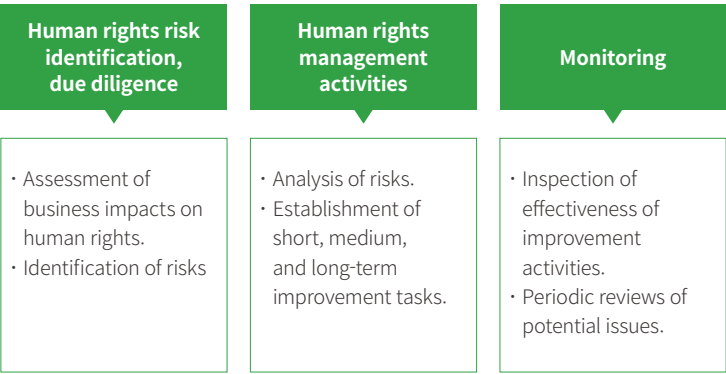 Human rights risk
identification,
due diligence
· Assessment of
business impacts on
human rights.
· Identification of risks
Human rights
management
activities
· Analysis of risks.
· Establishment of
short, medium,
and long-term
improvement tasks.
Monitoring
· Inspection of
effectiveness of
improvement
activities.
· Periodic reviews of
potential issues.